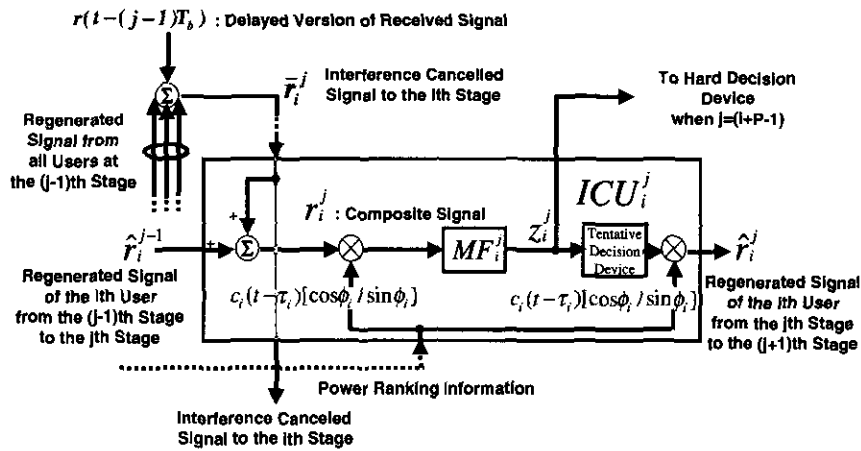 r(t-(j-1)T_b) : Delayed Version of Received Signal
Σ
r̄_i^j
Interference Cancelled
Signal to the ith Stage
To Hard Decision
Device
when j=(i+P-1)
Regenerated
Signal from
all Users at
the (j-1)th Stage
ICU_i^j
r_i^j : Composite Signal
z_i^j
r̂_i^{j-1}
+
+
Σ
MF_i^j
Tentative
Decision
Device
r̂_i^j
Regenerated Signal
of the ith User
from the (j-1)th Stage
to the jth Stage
c_i(t-τ_i)[cosϕ_i/sinϕ_i]
c_i(t-τ_i)[cosϕ_i/sinϕ_i]
Regenerated Signal
of the ith User
from the jth Stage
to the (j+1)th Stage
Power Ranking Information
Interference Canceled
Signal to the ith Stage